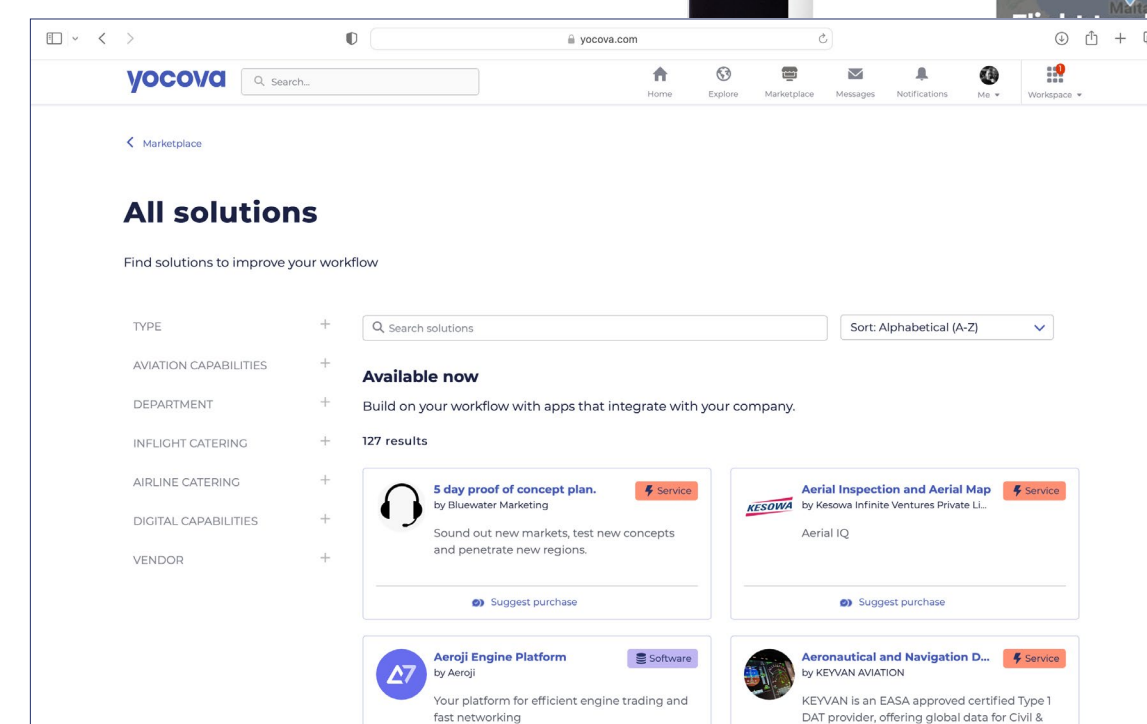 Malta
yocova.com
yocova
Search...
Home
Explore
Marketplace
Messages
Notifications
Me
1
Workspace
Marketplace
All solutions
Find solutions to improve your workflow
TYPE
AVIATION CAPABILITIES
DEPARTMENT
INFLIGHT CATERING
AIRLINE CATERING
DIGITAL CAPABILITIES
VENDOR
Search solutions
Sort: Alphabetical (A-Z)
Available now
Build on your workflow with apps that integrate with your company.
127 results
5 day proof of concept plan.
Service
by Bluewater Marketing
Sound out new markets, test new concepts
and penetrate new regions.
Suggest purchase
KESOWA
Aerial Inspection and Aerial Map
Service
by Kesowa Infinite Ventures Private Li...
Aerial IQ
Suggest purchase
Aeroji Engine Platform
Software
by Aeroji
Your platform for efficient engine trading and
fast networking
Aeronautical and Navigation D...
Service
by KEYVAN AVIATION
KEYVAN is an EASA approved certified Type 1
DAT provider, offering global data for Civil &